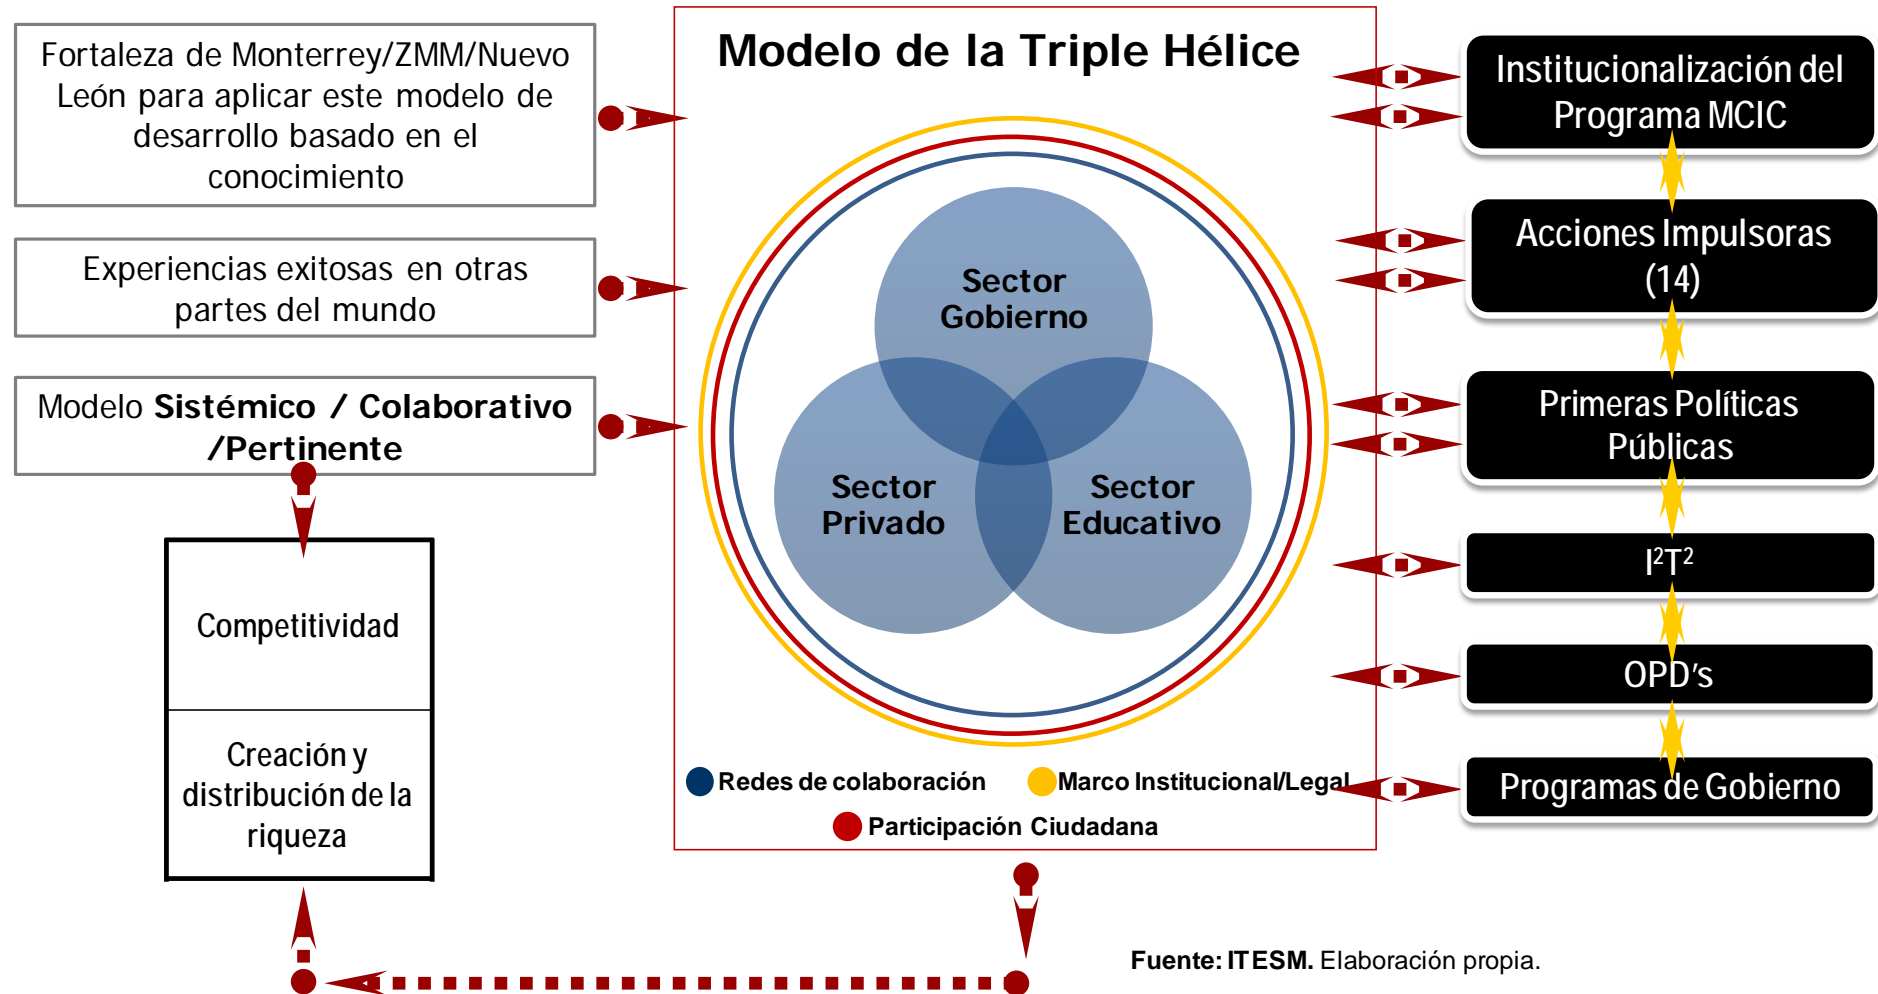 Fortaleza de Monterrey/ZMM/Nuevo
León para aplicar este modelo de
desarrollo basado en el
conocimiento
Experiencias exitosas en otras
partes del mundo
Modelo Sistémico / Colaborativo
/Pertinente
Competitividad
Creación y
distribución de la
riqueza
Modelo de la Triple Hélice
Sector
Gobierno
Sector
Privado
Sector
Educativo
Redes de colaboración
Marco Institucional/Legal
Participación Ciudadana
Institucionalización del
Programa MCIC
Acciones Impulsoras
(14)
Primeras Políticas
Públicas
I²T²
OPD's
Programas de Gobierno
Fuente: ITESM. Elaboración propia.